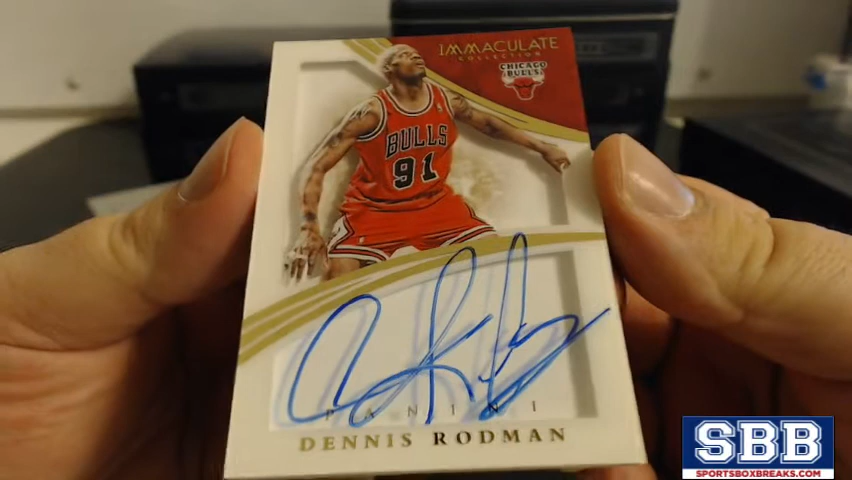 IMMACULATE
COLLECTION
CHICAGO
BULLS
BULLS
91
PANINI
DENNIS RODMAN
SBB
SPORTSBOXBREAKS.COM